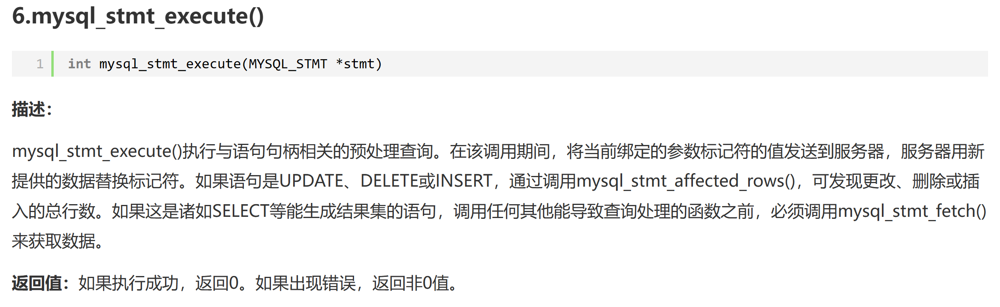 6.mysql_stmt_execute()
1 int mysql_stmt_execute(MYSQL_STMT *stmt)
描述：
mysql_stmt_execute()执行与语句句柄相关的预处理查询。在该调用期间，将当前绑定的参数标记符的值发送到服务器，服务器用新
提供的数据替换标记符。如果语句是UPDATE、DELETE或INSERT，通过调用mysql_stmt_affected_rows()，可发现更改、删除或插
入的总行数。如果这是诸如SELECT等能生成结果集的语句，调用任何其他能导致查询处理的函数之前，必须调用mysql_stmt_fetch()
来获取数据。
返回值：如果执行成功，返回0。如果出现错误，返回非0值。